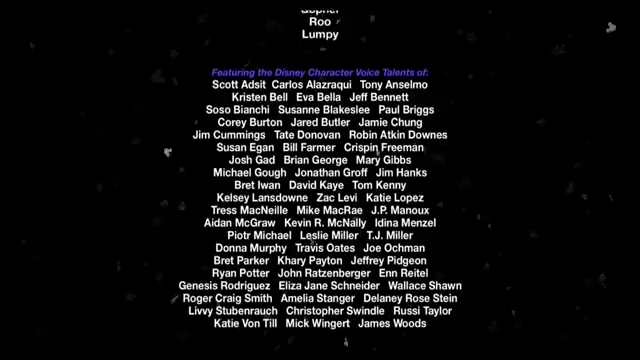 Gopher
Roo
Lumpy
Featuring the Disney Character Voice Talents of:
Scott Adsit Carlos Alazraqui Tony Anselmo
Kristen Bell Eva Bella Jeff Bennett
Soso Bianchi Susanne Blakeslee Paul Briggs
Corey Burton Jared Butler Jamie Chung
Jim Cummings Tate Donovan Robin Atkin Downes
Susan Egan Bill Farmer Crispin Freeman
Josh Gad Brian George Mary Gibbs
Michael Gough Jonathan Groff Jim Hanks
Bret Iwan David Kaye Tom Kenny
Kelsey Lansdowne Zac Levi Katie Lopez
Tress MacNeille Mike MacRae J.P. Manoux
Aidan McGraw Kevin R. McNally Idina Menzel
Piotr Michael Leslie Miller T.J. Miller
Donna Murphy Travis Oates Joe Ochman
Bret Parker Khary Payton Jeffrey Pidgeon
Ryan Potter John Ratzenberger Enn Reitel
Genesis Rodriguez Eliza Jane Schneider Wallace Shawn
Roger Craig Smith Amelia Stanger Delaney Rose Stein
Livvy Stubenrauch Christopher Swindle Russi Taylor
Katie Von Till Mick Wingert James Woods